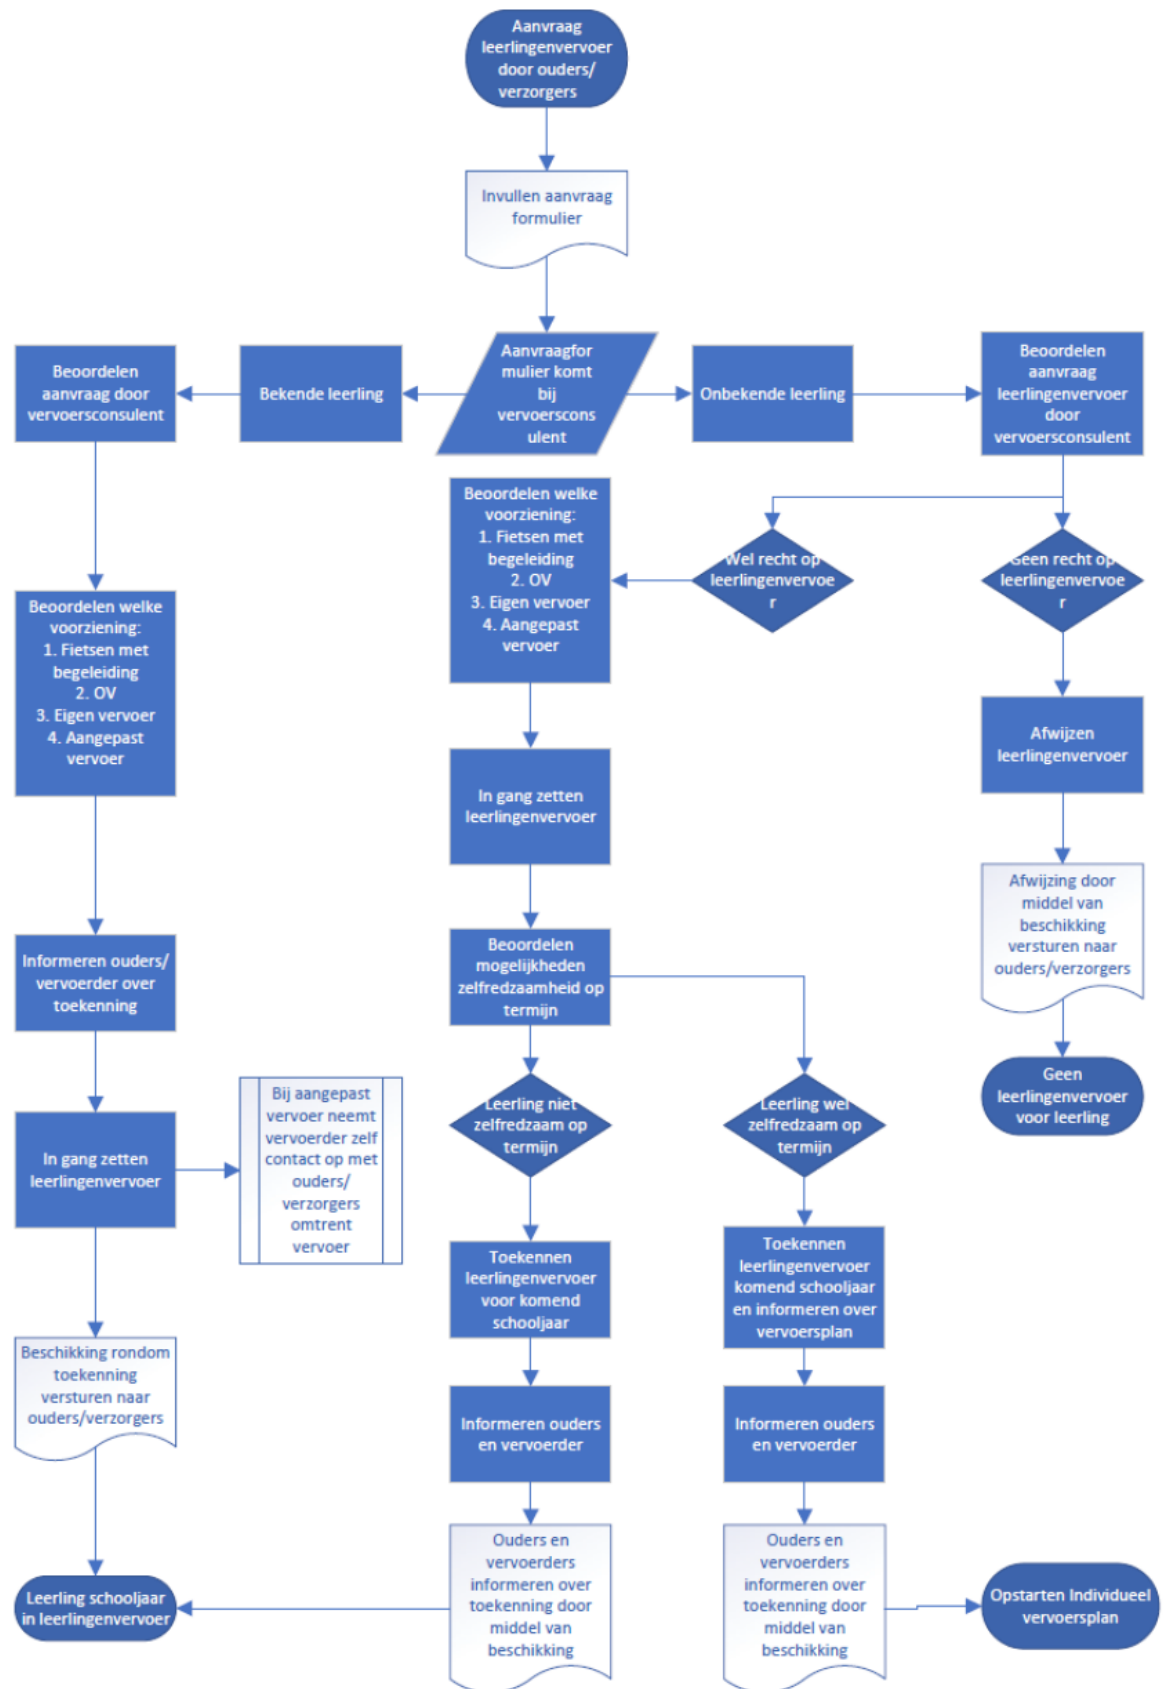 Aanvraag
leerlingenvervoer
door ouders/
verzorgers
Invullen aanvraag
formulier
Aanvraagfor
mulier komt
bij
vervoerscons
ulent
Bekende leerling
Beoordelen
aanvraag door
vervoersconsulent
Beoordelen welke
voorziening:
1. Fietsen met
begeleiding
2. OV
3. Eigen vervoer
4. Aangepast
vervoer
Informeren ouders/
vervoerder over
toekenning
In gang zetten
leerlingenvervoer
Bij aangepast
vervoer neemt
vervoerder zelf
contact op met
ouders/
verzorgers
omtrent
vervoer
Beschikking rondom
toekenning
versturen naar
ouders/verzorgers
Leerling schooljaar
in leerlingenvervoer
Onbekende leerling
Beoordelen
aanvraag
leerlingenvervoer
door
vervoersconsulent
Wel recht op
leerlingenvervoe
r
Geen recht op
leerlingenvervoe
r
Beoordelen welke
voorziening:
1. Fietsen met
begeleiding
2. OV
3. Eigen vervoer
4. Aangepast
vervoer
In gang zetten
leerlingenvervoer
Beoordelen
mogelijkheden
zelfredzaamheid op
termijn
Leerling niet
zelfredzaam op
termijn
Toekennen
leerlingenvervoer
voor komend
schooljaar
Informeren ouders
en vervoerder
Ouders en
vervoerders
informeren over
toekenning door
middel van
beschikking
Leerling wel
zelfredzaam op
termijn
Toekennen
leerlingenvervoer
komend schooljaar
en informeren over
vervoersplan
Informeren ouders
en vervoerder
Ouders en
vervoerders
informeren over
toekenning door
middel van
beschikking
Opstarten Individueel
vervoersplan
Afwijzen
leerlingenvervoer
Afwijzing door
middel van
beschikking
versturen naar
ouders/verzorgers
Geen
leerlingenvervoer
voor leerling